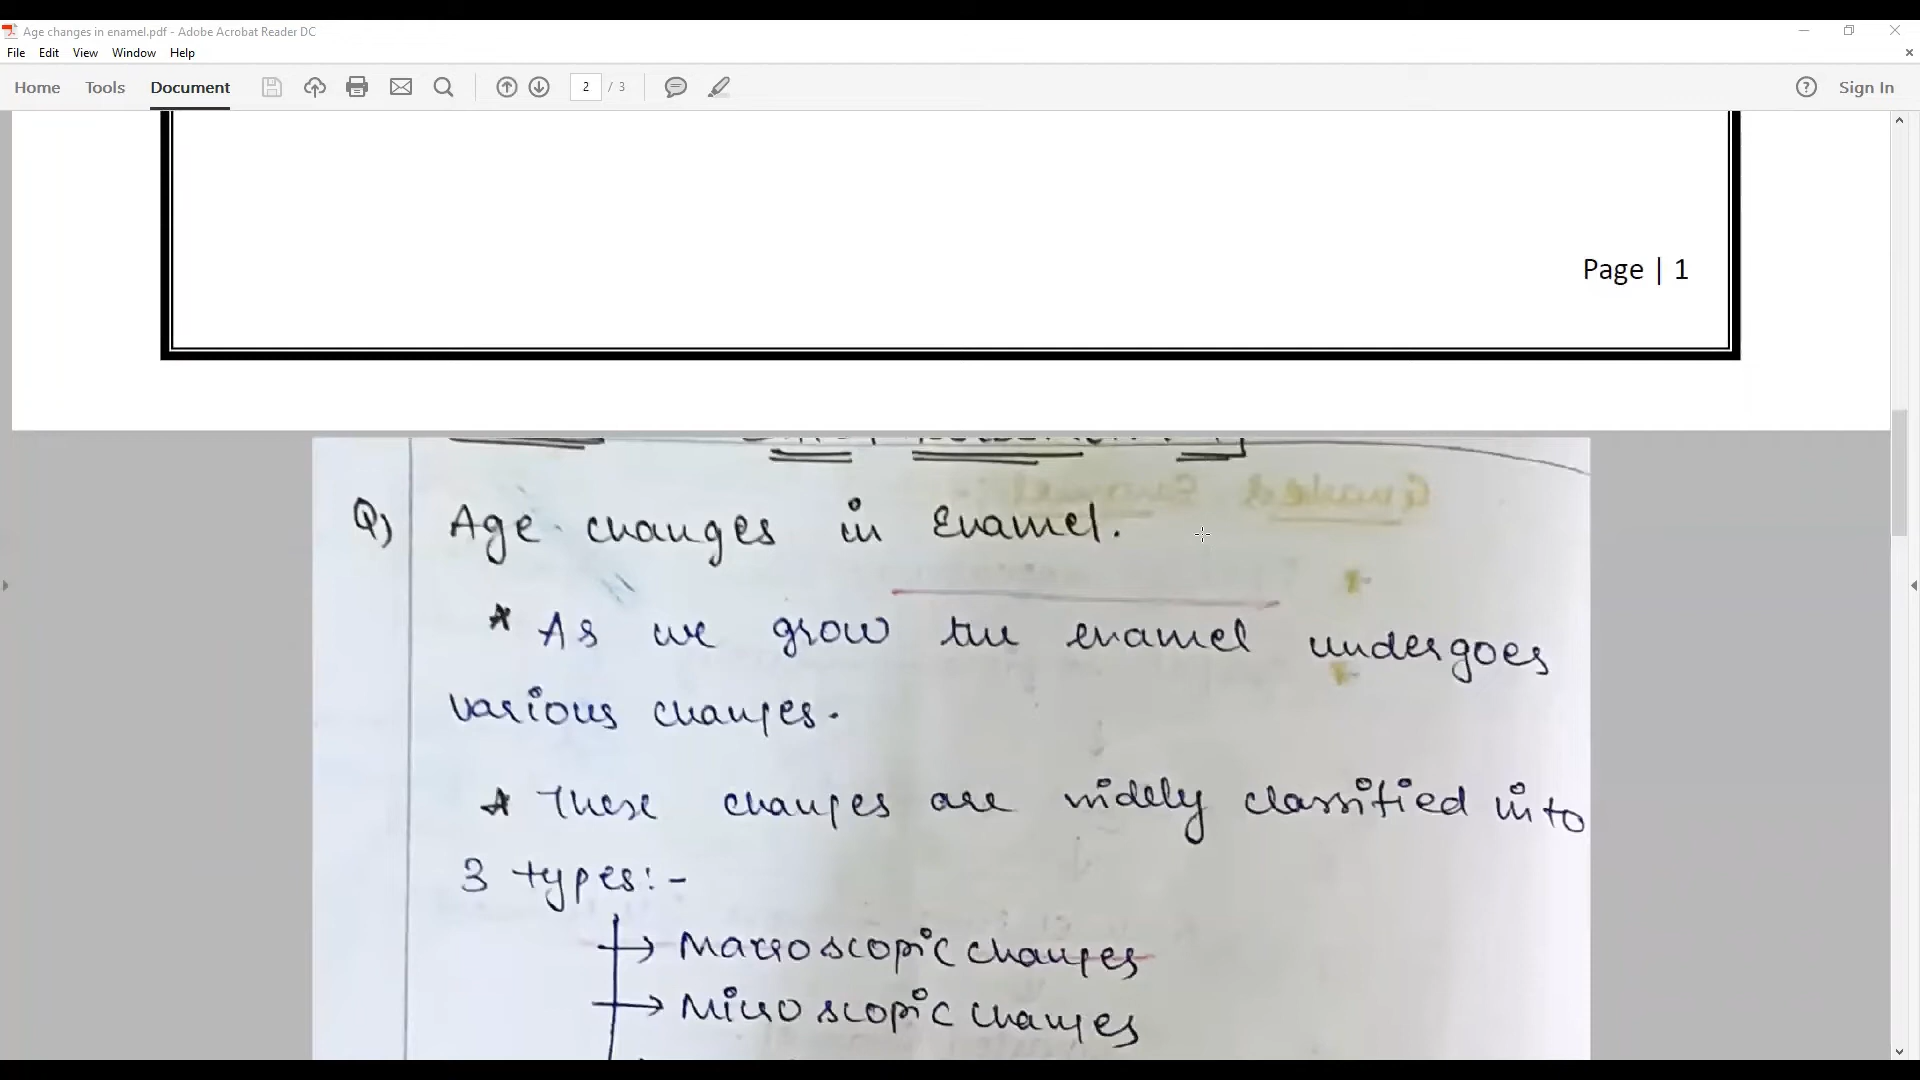 Age changes in enamel.pdf - Adobe Acrobat Reader DC
File Edit View Window Help
Home Tools Document 2 / 3 Sign In
Page | 1
Q) Age changes in Enamel.
* As we grow the enamel undergoes
various changes.
* These changes are widely classified into
3 types:-
→ Macroscopic changes
→ Microscopic changes